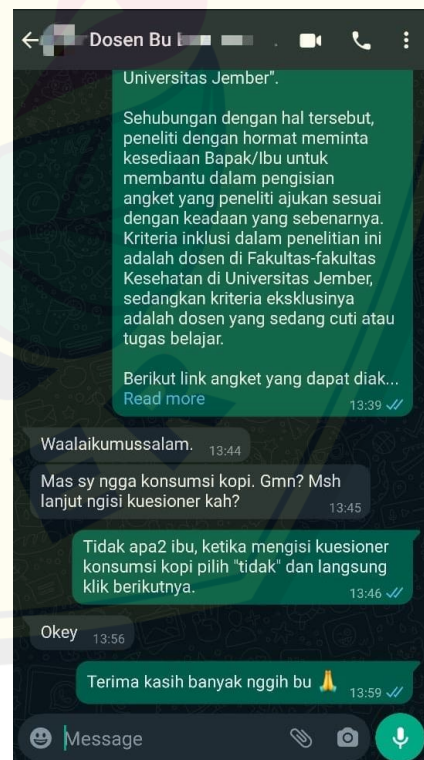 Dosen Bu
Universitas Jember".
Sehubungan dengan hal tersebut,
peneliti dengan hormat meminta
kesediaan Bapak/Ibu untuk
membantu dalam pengisian
angket yang peneliti ajukan sesuai
dengan keadaan yang sebenarnya.
Kriteria inklusi dalam penelitian ini
adalah dosen di Fakultas-fakultas
Kesehatan di Universitas Jember,
sedangkan kriteria eksklusinya
adalah dosen yang sedang cuti atau
tugas belajar.
Berikut link angket yang dapat diak...
Read more
13:39
Waalaikumussalam. 13:44
Mas sy ngga konsumsi kopi. Gmn? Msh
lanjut ngisi kuesioner kah?
13:45
Tidak apa2 ibu, ketika mengisi kuesioner
konsumsi kopi pilih "tidak" dan langsung
klik berikutnya.
13:46
Okey 13:56
Terima kasih banyak nggih bu 🙏 13:59
Message